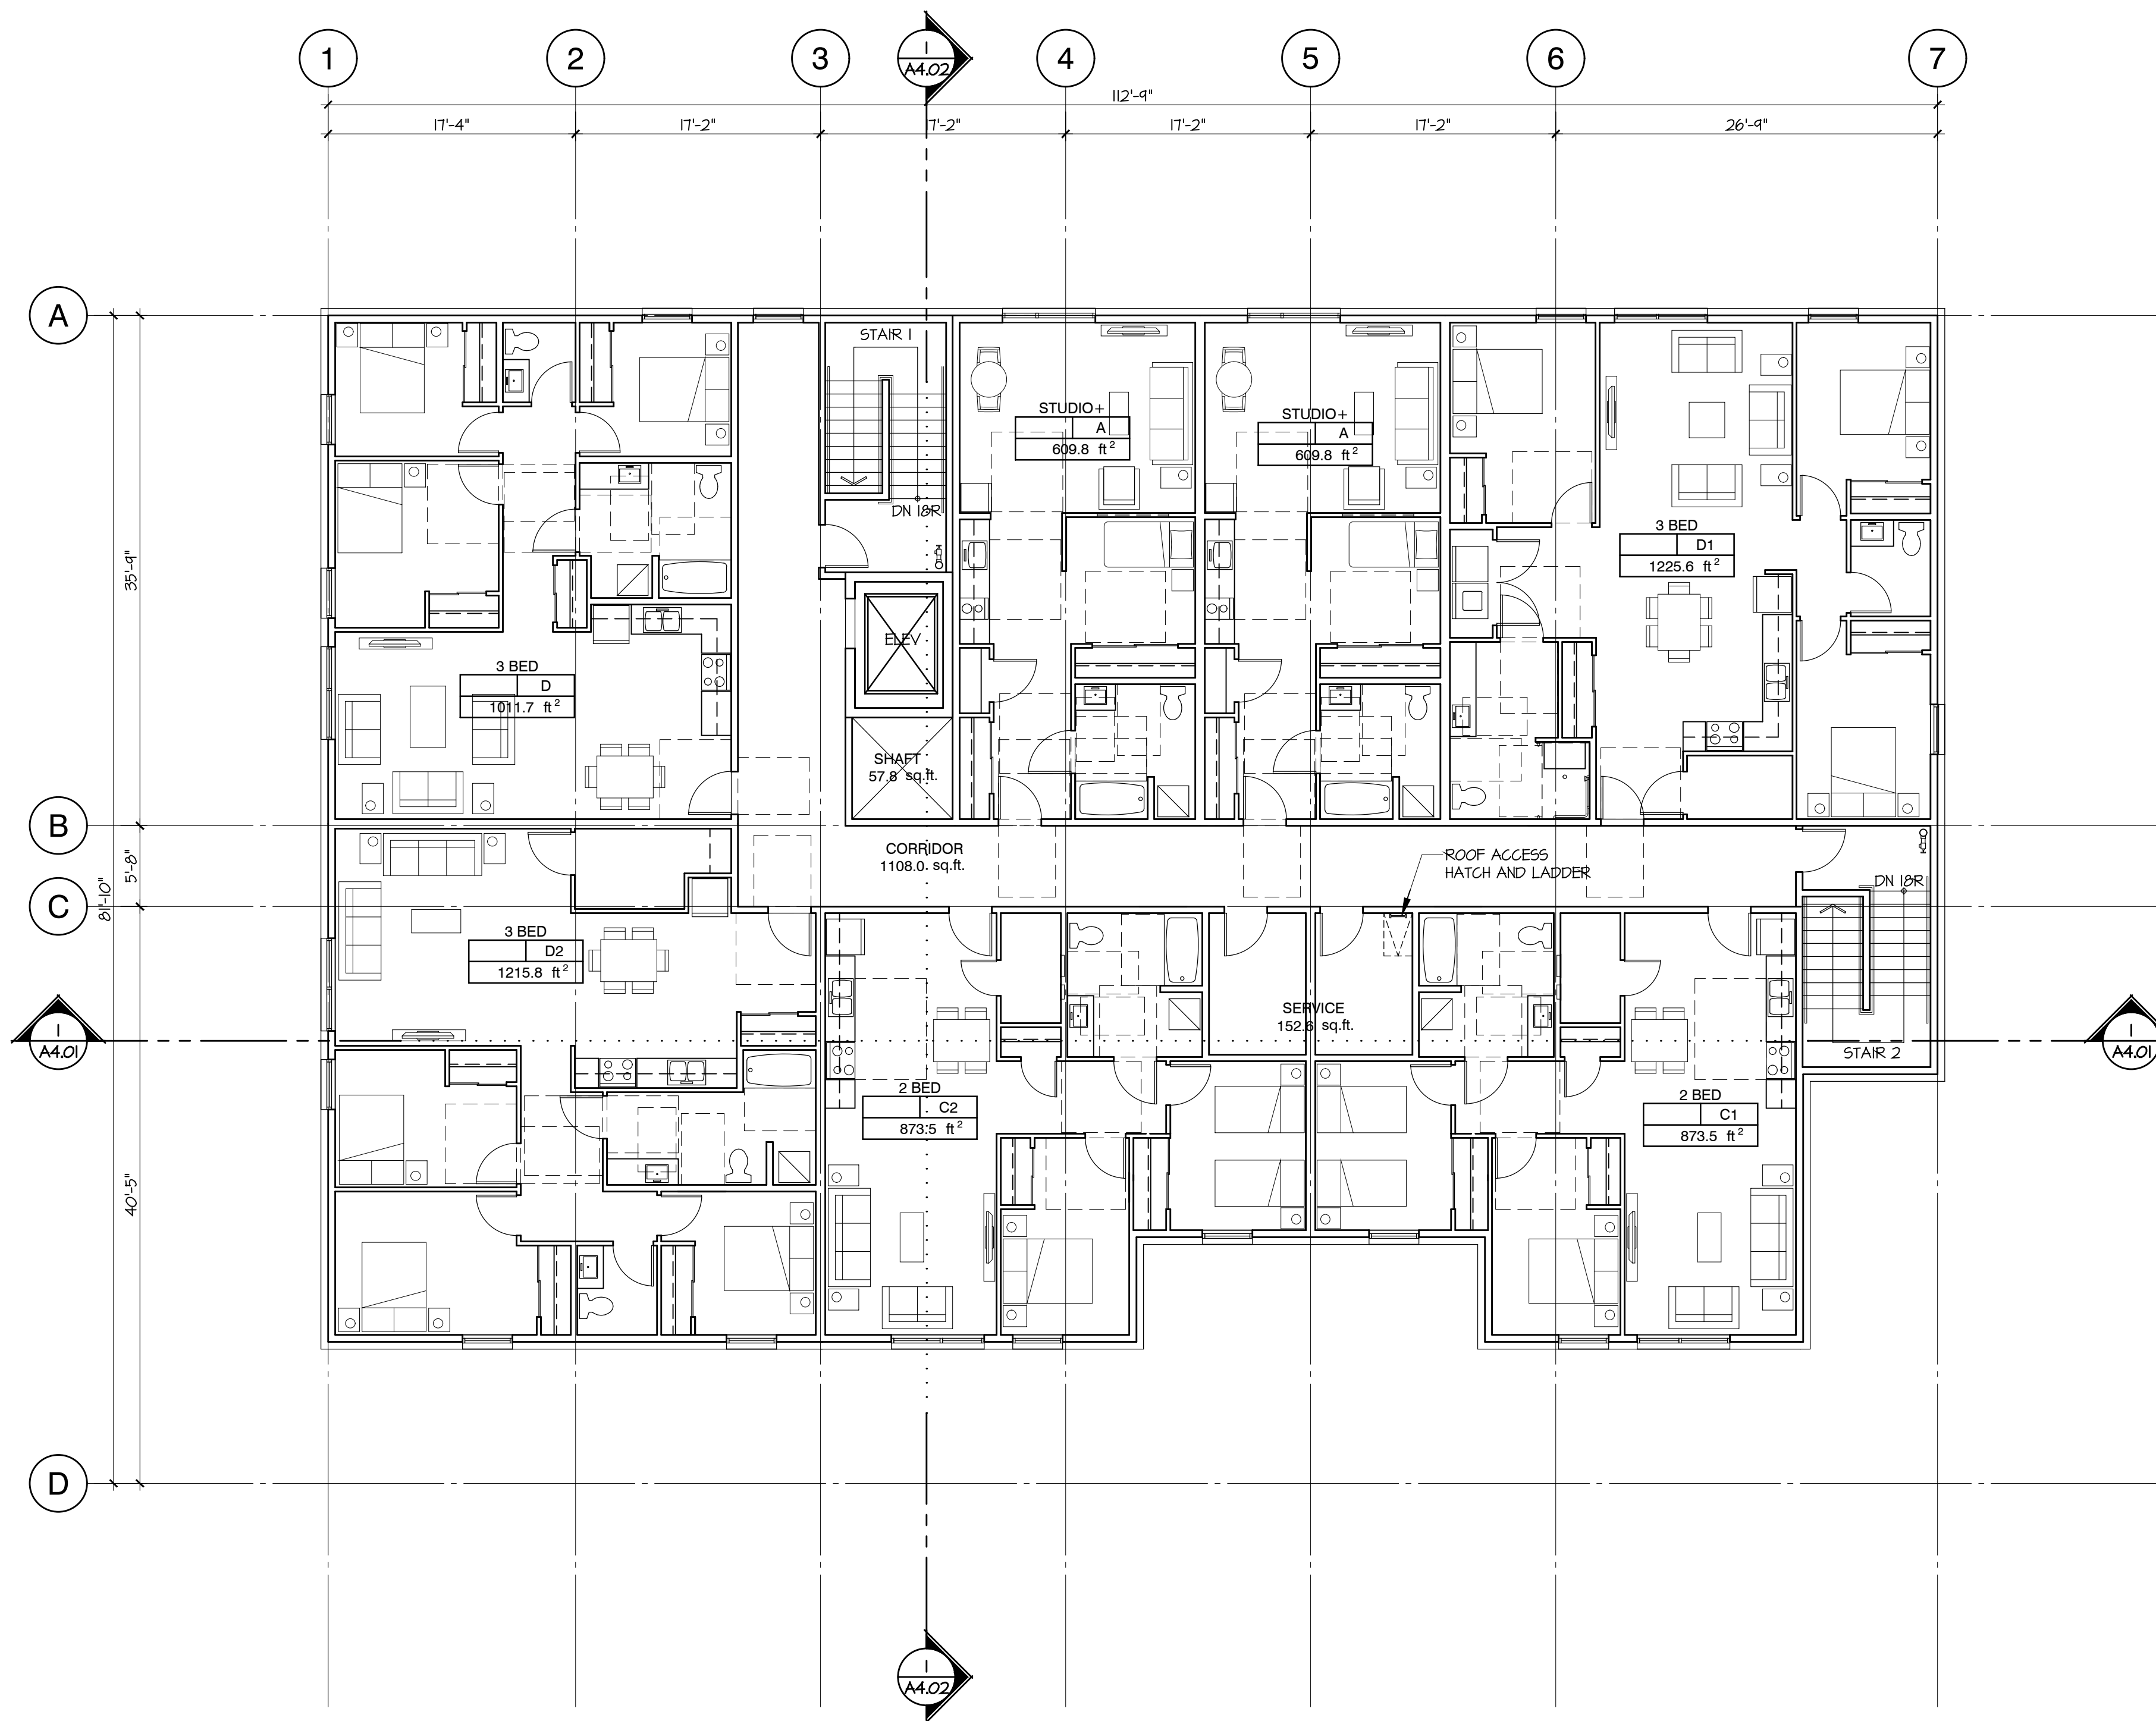 1 2 3 4 5 6 7
1
A4.02
112'-9"
17'-4" 17'-2" 7'-2" 17'-2" 17'-2" 26'-9"
A
STAIR 1
DN 18R
STUDIO+
A
609.8 ft²
STUDIO+
A
609.8 ft²
3 BED
D1
1225.6 ft²
35'-9"
ELEV
3 BED
D
1011.7 ft²
SHAFT
57.8 sq.ft.
B
CORRIDOR
1108.0 sq.ft.
ROOF ACCESS
HATCH AND LADDER
5'-8"
81'-10"
C
DN 18R
3 BED
D2
1215.8 ft²
SERVICE
152.6 sq.ft.
1
A4.01
1
A4.01
STAIR 2
2 BED
C2
873.5 ft²
2 BED
C1
873.5 ft²
40'-5"
D
1
A4.02